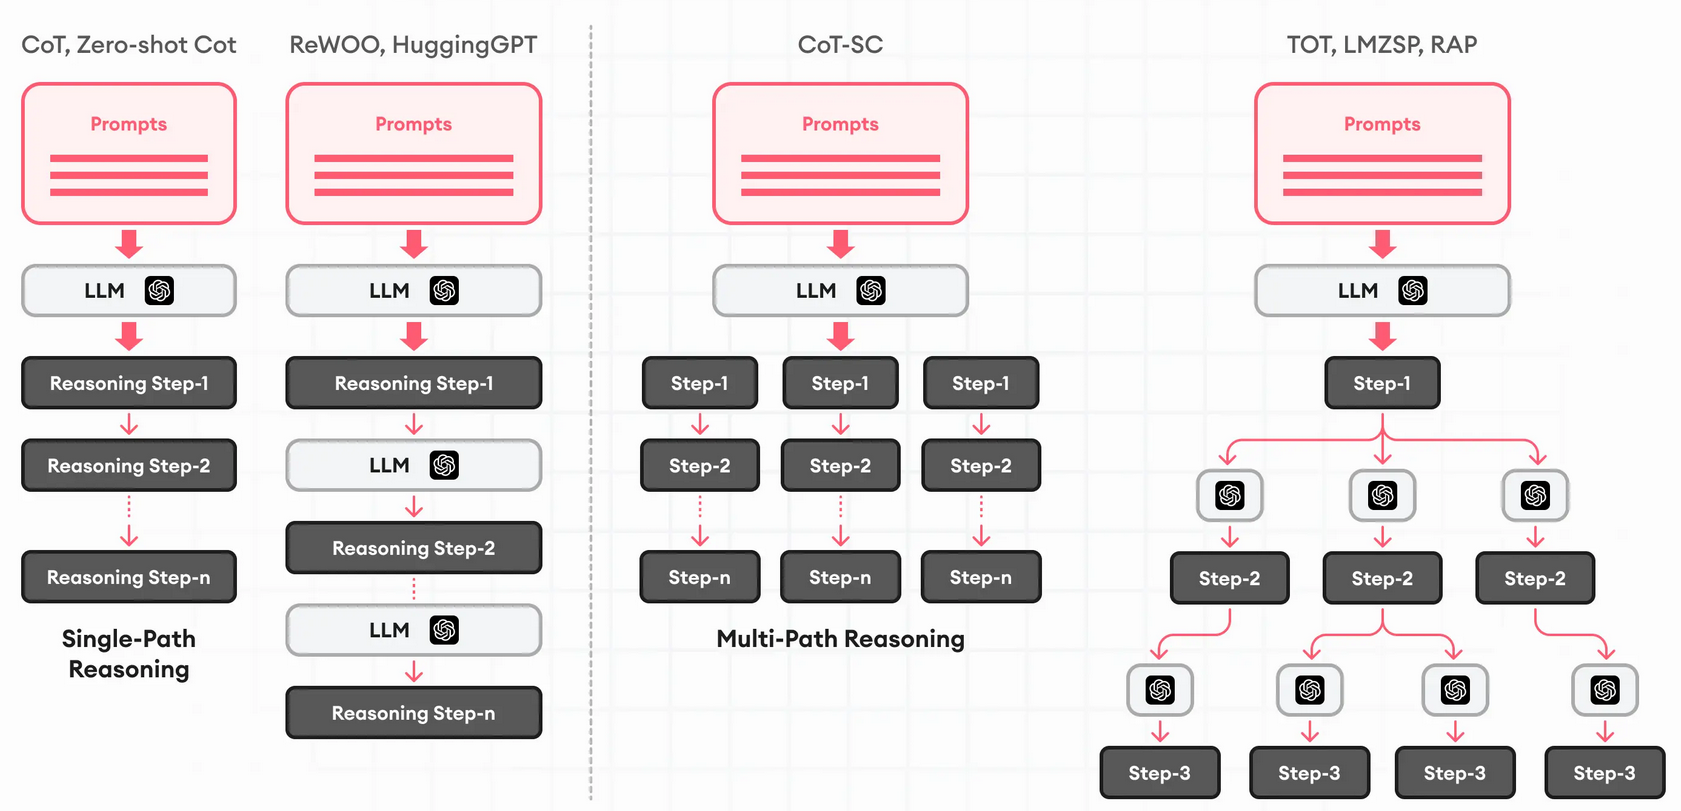 CoT, Zero-shot Cot
Prompts
LLM
Reasoning Step-1
Reasoning Step-2
Reasoning Step-n
Single-Path
Reasoning
ReWOO, HuggingGPT
Prompts
LLM
Reasoning Step-1
LLM
Reasoning Step-2
LLM
Reasoning Step-n
CoT-SC
Prompts
LLM
Step-1 Step-1 Step-1
Step-2 Step-2 Step-2
Step-n Step-n Step-n
Multi-Path Reasoning
TOT, LMZSP, RAP
Prompts
LLM
Step-1
Step-2 Step-2 Step-2
Step-3 Step-3 Step-3 Step-3